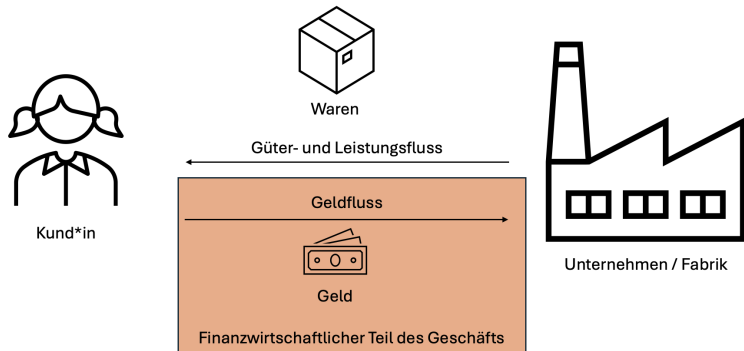 Waren
Güter- und Leistungsfluss
Geldfluss
Kund*in
Unternehmen / Fabrik
Geld
Finanzwirtschaftlicher Teil des Geschäfts